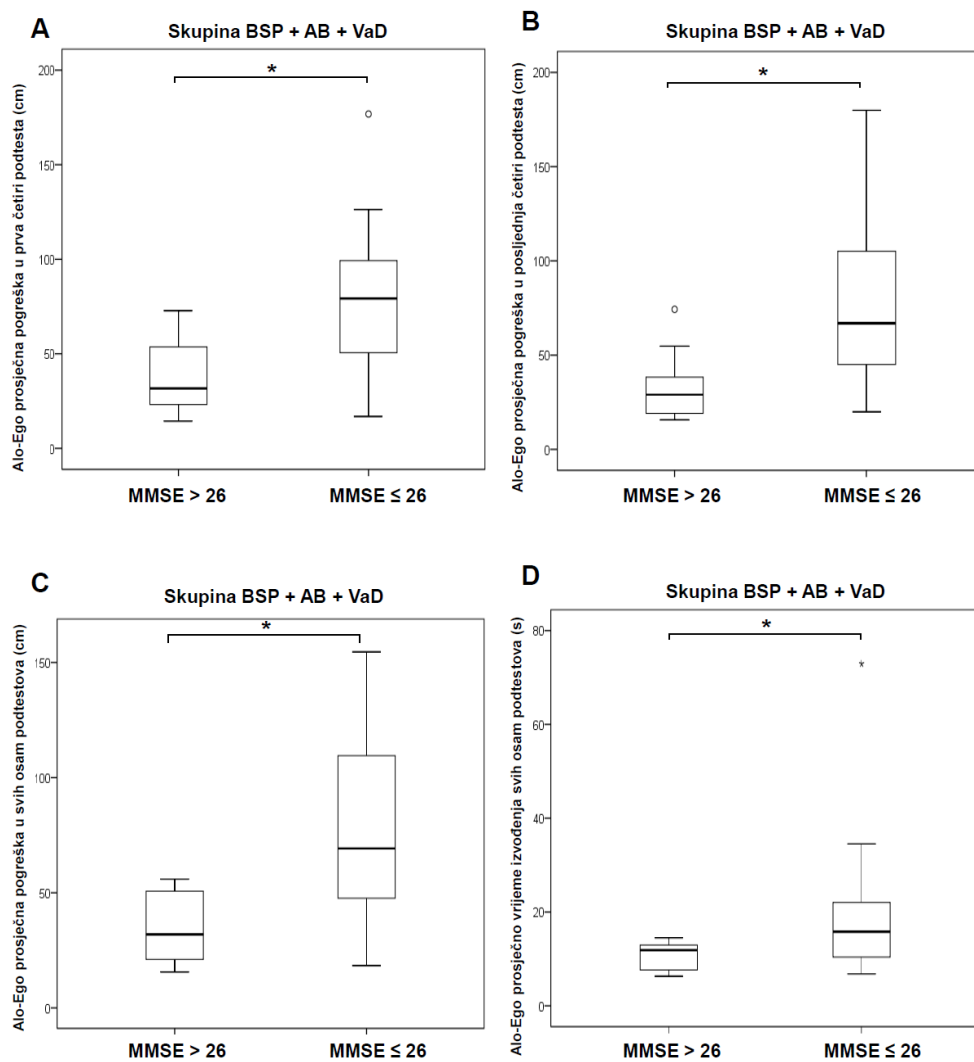 A
Skupina BSP + AB + VaD
Alo-Ego prosječna pogreška u prva četiri podtesta (cm)
200
150
100
50
0
*
MMSE > 26
MMSE ≤ 26
B
Skupina BSP + AB + VaD
Alo-Ego prosječna pogreška u posljednja četiri podtesta (cm)
200
150
100
50
0
*
MMSE > 26
MMSE ≤ 26
C
Skupina BSP + AB + VaD
Alo-Ego prosječna pogreška u svih osam podtestova (cm)
150
100
50
0
*
MMSE > 26
MMSE ≤ 26
D
Skupina BSP + AB + VaD
Alo-Ego prosječno vrijeme izvođenja svih osam podtestova (s)
80
60
40
20
0
*
*
MMSE > 26
MMSE ≤ 26